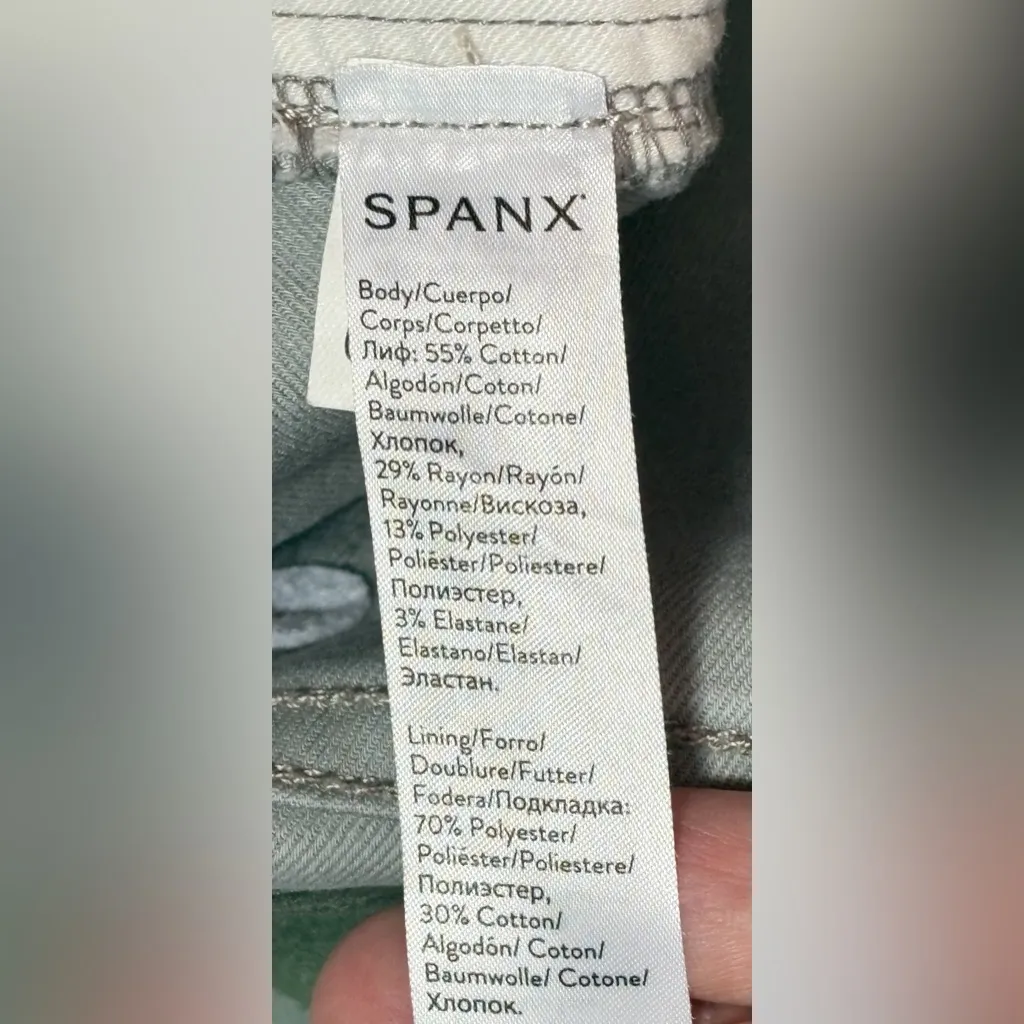 SPANX
Body/Cuerpo/
Corps/Corpetto/
Лиф: 55% Cotton/
Algodón/Coton/
Baumwolle/Cotone/
Хлопок,
29% Rayon/Rayón/
Rayonne/Вискоза,
13% Polyester/
Poliéster/Poliestere/
Полиэстер,
3% Elastane/
Elastano/Elastan/
Эластан.
Lining/Forro/
Doublure/Futter/
Fodera/Подкладка:
70% Polyester/
Poliéster/Poliestere/
Полиэстер,
30% Cotton/
Algodón/ Coton/
Baumwolle/ Cotone/
Хлопок.